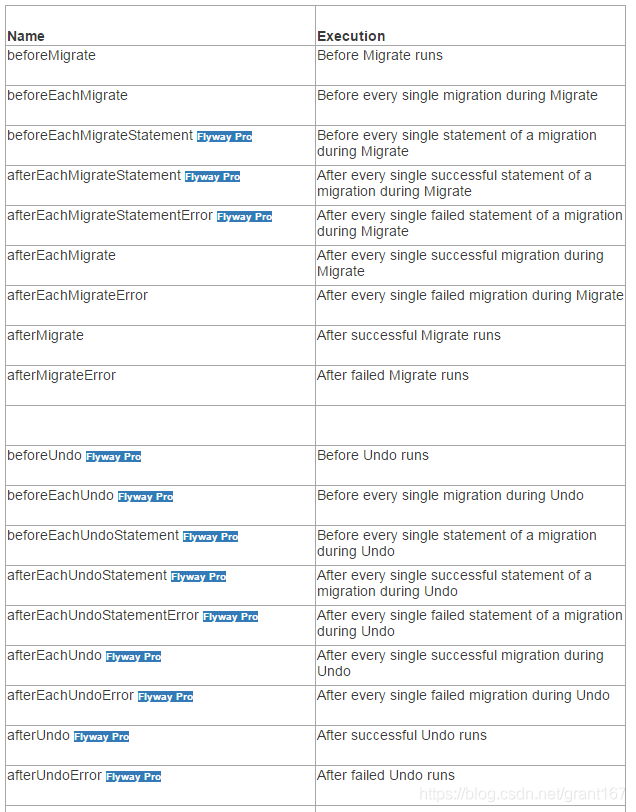 Name Execution
beforeMigrate Before Migrate runs
beforeEachMigrate Before every single migration during Migrate
beforeEachMigrateStatement Flyway Pro Before every single statement of a migration
during Migrate
afterEachMigrateStatement Flyway Pro After every single successful statement of a
migration during Migrate
afterEachMigrateStatementError Flyway Pro After every single failed statement of a migration
during Migrate
afterEachMigrate After every single successful migration during
Migrate
afterEachMigrateError After every single failed migration during Migrate
afterMigrate After successful Migrate runs
afterMigrateError After failed Migrate runs
beforeUndo Flyway Pro Before Undo runs
beforeEachUndo Flyway Pro Before every single migration during Undo
beforeEachUndoStatement Flyway Pro Before every single statement of a migration
during Undo
afterEachUndoStatement Flyway Pro After every single successful statement of a
migration during Undo
afterEachUndoStatementError Flyway Pro After every single failed statement of a migration
during Undo
afterEachUndo Flyway Pro After every single successful migration during
Undo
afterEachUndoError Flyway Pro After every single failed migration during Undo
afterUndo Flyway Pro After successful Undo runs
afterUndoError Flyway Pro After failed Undo runs
https://blog.csdn.net/grant167